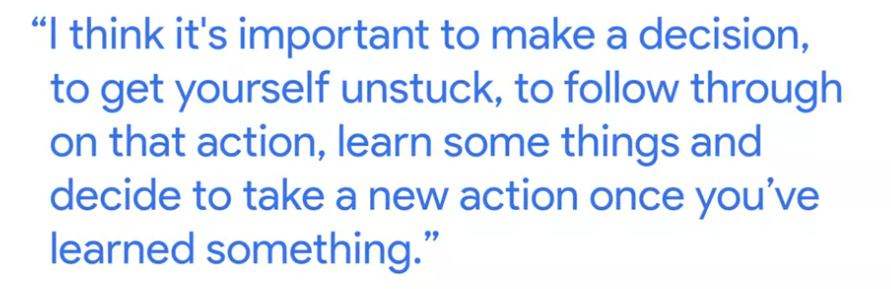 “I think it's important to make a decision,
to get yourself unstuck, to follow through
on that action, learn some things and
decide to take a new action once you’ve
learned something.”